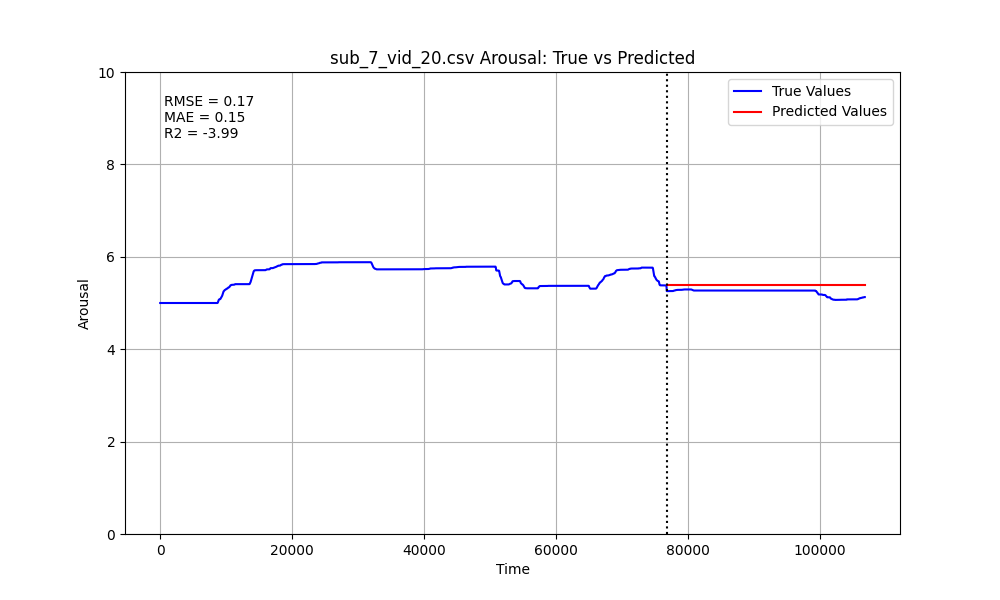 sub_7_vid_20.csv Arousal: True vs Predicted
RMSE = 0.17
MAE = 0.15
R2 = -3.99
True Values
Predicted Values
10
8
6
4
2
0
Arousal
0
20000
40000
60000
80000
100000
Time